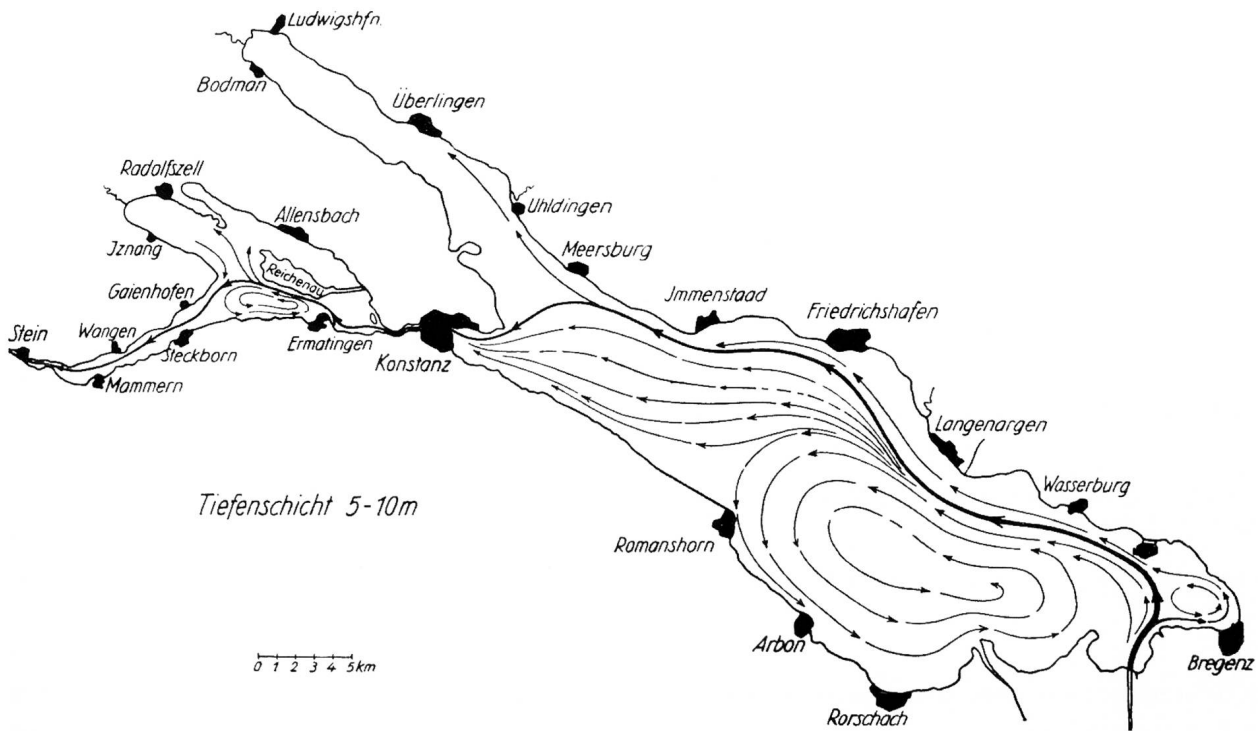 Ludwigshfn.
Bodman
Überlingen
Radolfszell
Allensbach
Uhldingen
Jznang
Reichenau
Meersburg
Gaienhofen
Jmmenstaad
Friedrichshafen
Stein
Wangen
Steckborn
Ermatingen
Konstanz
Mammern
Langenargen
Tiefenschicht 5-10m
Wasserburg
Romanshorn
Arbon
Bregenz
0 1 2 3 4 5km
Rorschach